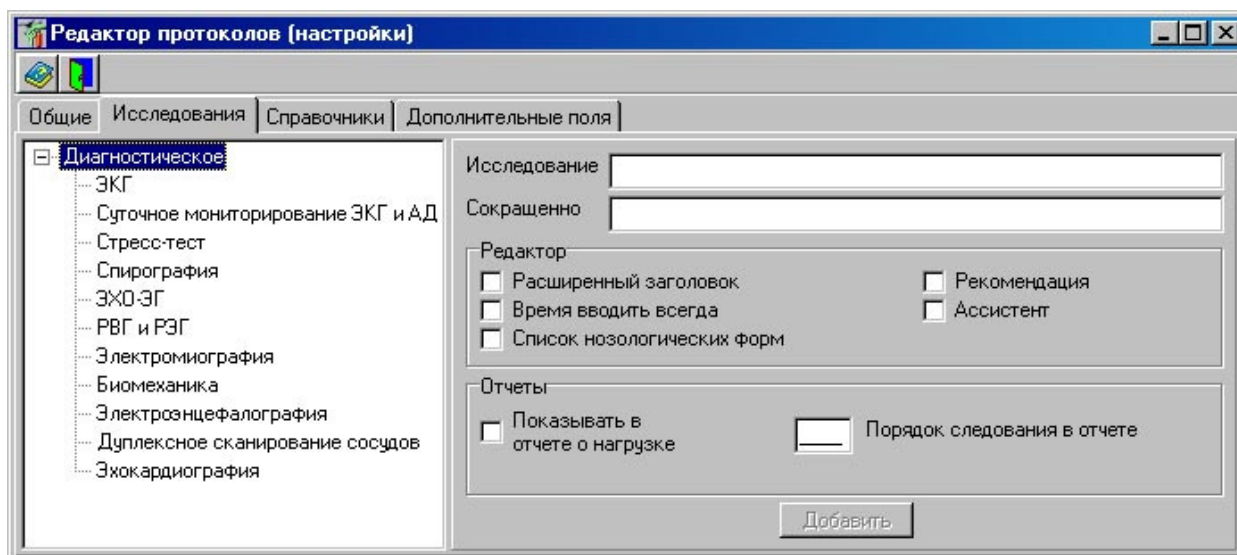 Редактор протоколов (настройки)
Общие Исследования Справочники Дополнительные поля
Диагностическое
ЭКГ
Суточное мониторирование ЭКГ и АД
Стресс-тест
Спирография
ЭХО-ЭГ
РВГ и РЭГ
Электромиография
Биомеханика
Электроэнцефалография
Дуплексное сканирование сосудов
Эхокардиография
Исследование
Сокращенно
Редактор
Расширенный заголовок
Время вводить всегда
Список нозологических форм
Рекомендация
Ассистент
Отчеты
Показывать в
отчете о нагрузке
Порядок следования в отчете
Добавить